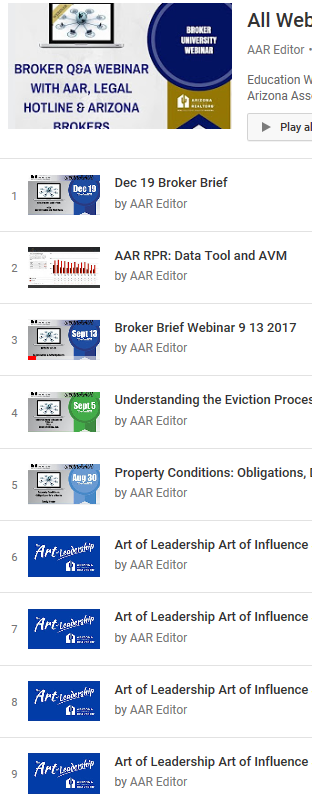 BROKER Q&A WEBINAR
WITH AAR, LEGAL
HOTLINE & ARIZONA
BROKERS
BROKER
UNIVERSITY
WEBINAR
ARIZONA
REALTORS
All Web
AAR Editor •
Education W
Arizona Ass
Play al
1
Dec 19
Dec 19 Broker Brief
by AAR Editor
2
AAR RPR: Data Tool and AVM
by AAR Editor
3
Sept 13
Broker Brief Webinar 9 13 2017
by AAR Editor
4
Sept 5
Understanding the Eviction Proces
by AAR Editor
5
Aug 30
Property Conditions: Obligations, D
by AAR Editor
6
Art of Leadership
Art of Leadership Art of Influence
by AAR Editor
7
Art of Leadership
Art of Leadership Art of Influence
by AAR Editor
8
Art of Leadership
Art of Leadership Art of Influence
by AAR Editor
9
Art of Leadership
Art of Leadership Art of Influence
by AAR Editor